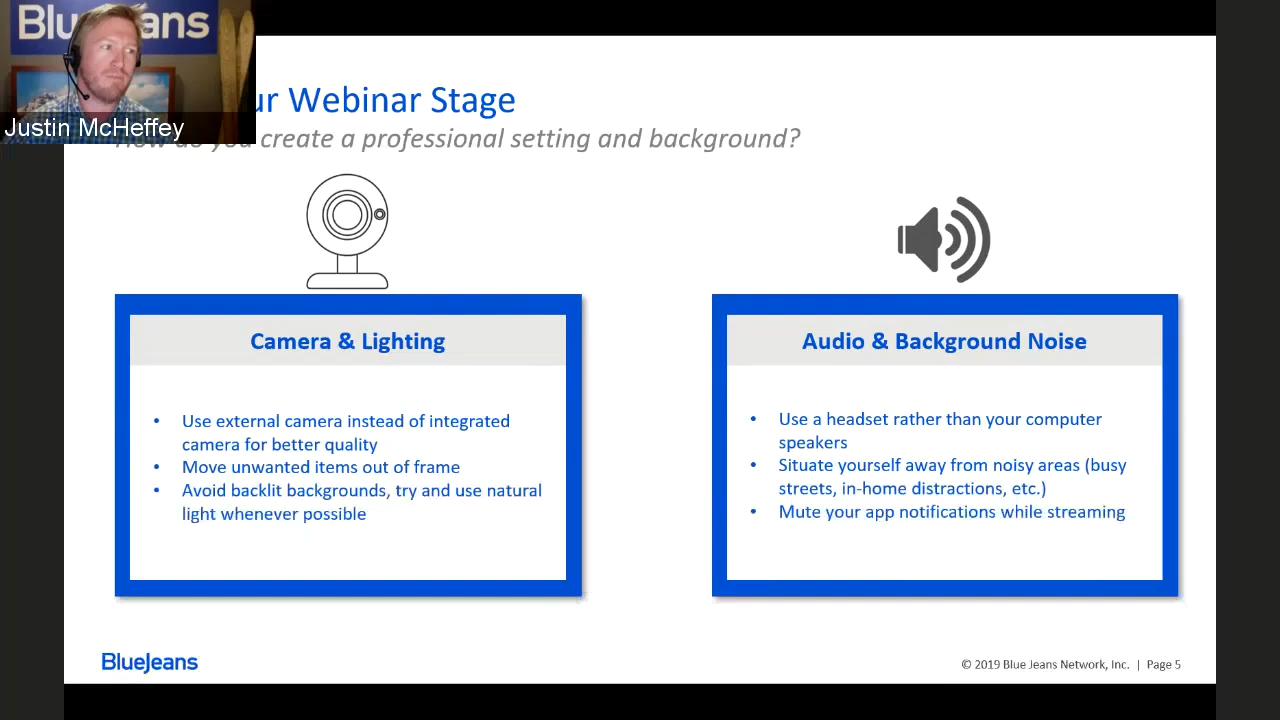 BlueJeans
Justin McHeffey
Webinar Stage
create a professional setting and background?
Camera & Lighting
• Use external camera instead of integrated
camera for better quality
• Move unwanted items out of frame
• Avoid backlit backgrounds, try and use natural
light whenever possible
Audio & Background Noise
• Use a headset rather than your computer
speakers
• Situate yourself away from noisy areas (busy
streets, in-home distractions, etc.)
• Mute your app notifications while streaming
BlueJeans
© 2019 Blue Jeans Network, Inc. | Page 5